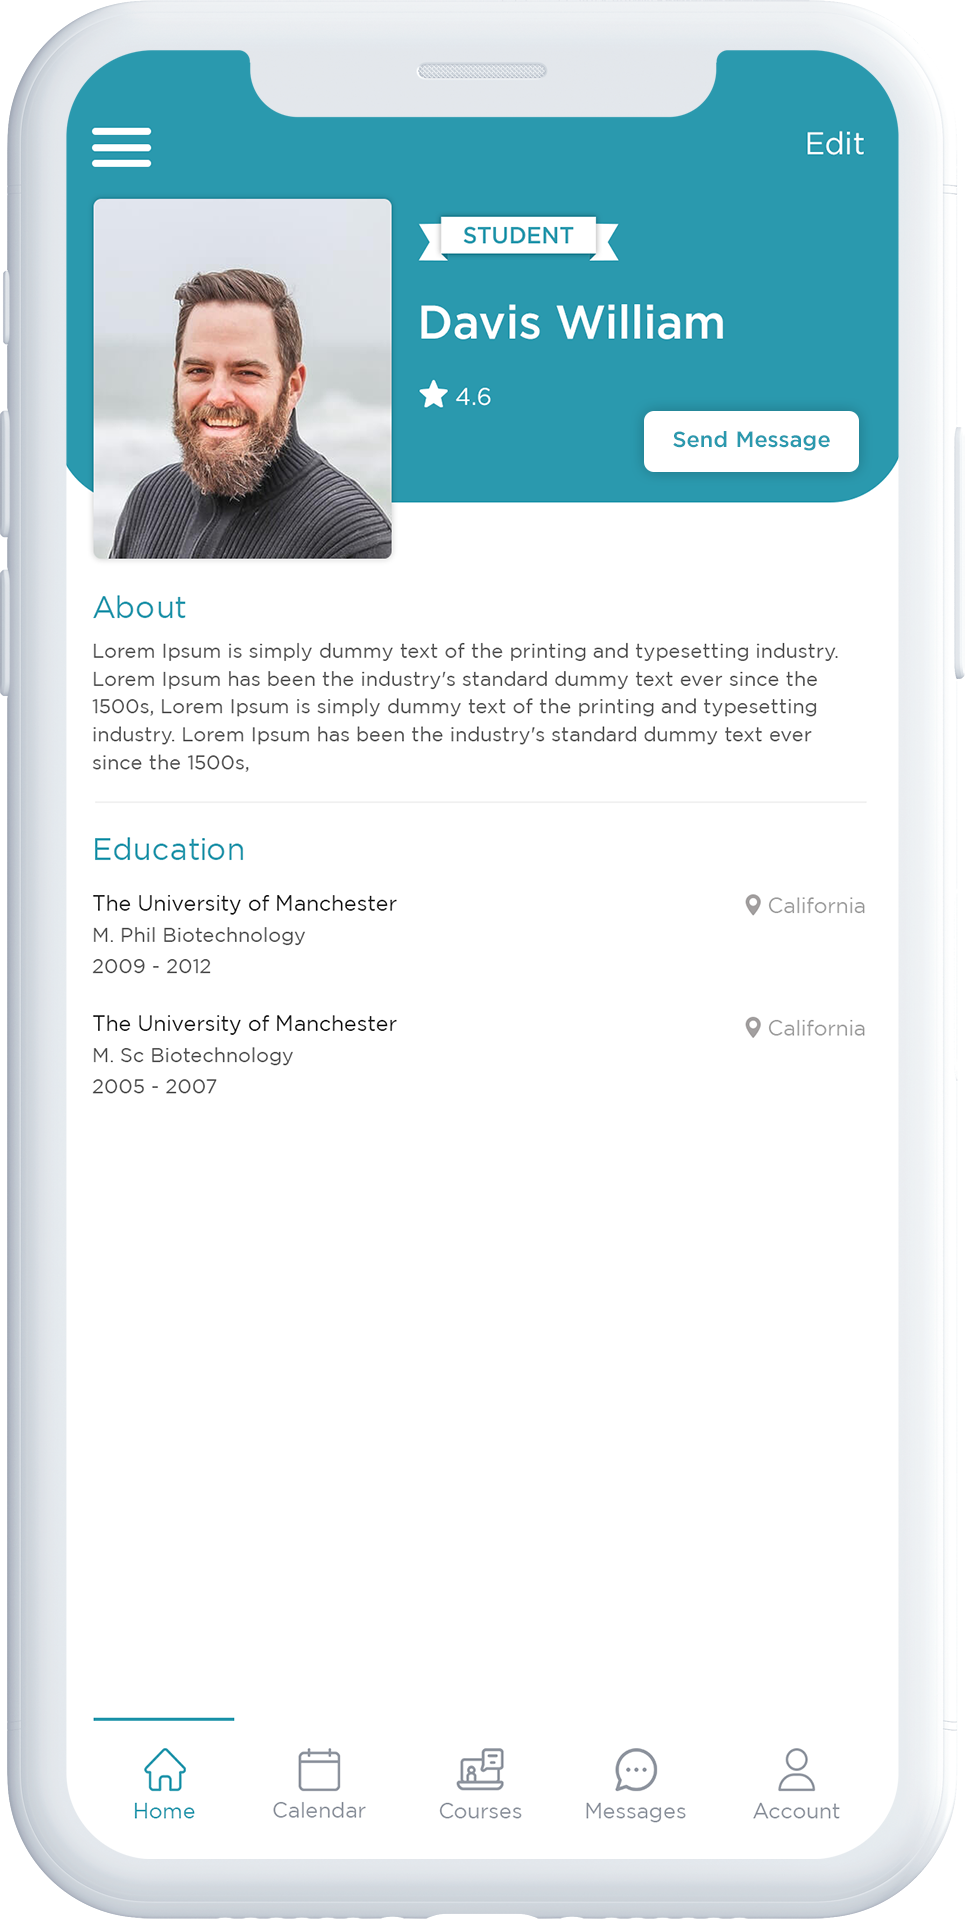 Edit
STUDENT
Davis William
4.6
Send Message
About
Lorem Ipsum is simply dummy text of the printing and typesetting industry.
Lorem Ipsum has been the industry's standard dummy text ever since the
1500s, Lorem Ipsum is simply dummy text of the printing and typesetting
industry. Lorem Ipsum has been the industry's standard dummy text ever
since the 1500s,
Education
The University of Manchester
California
M. Phil Biotechnology
2009 - 2012
The University of Manchester
California
M. Sc Biotechnology
2005 - 2007
Home
Calendar
Courses
Messages
Account